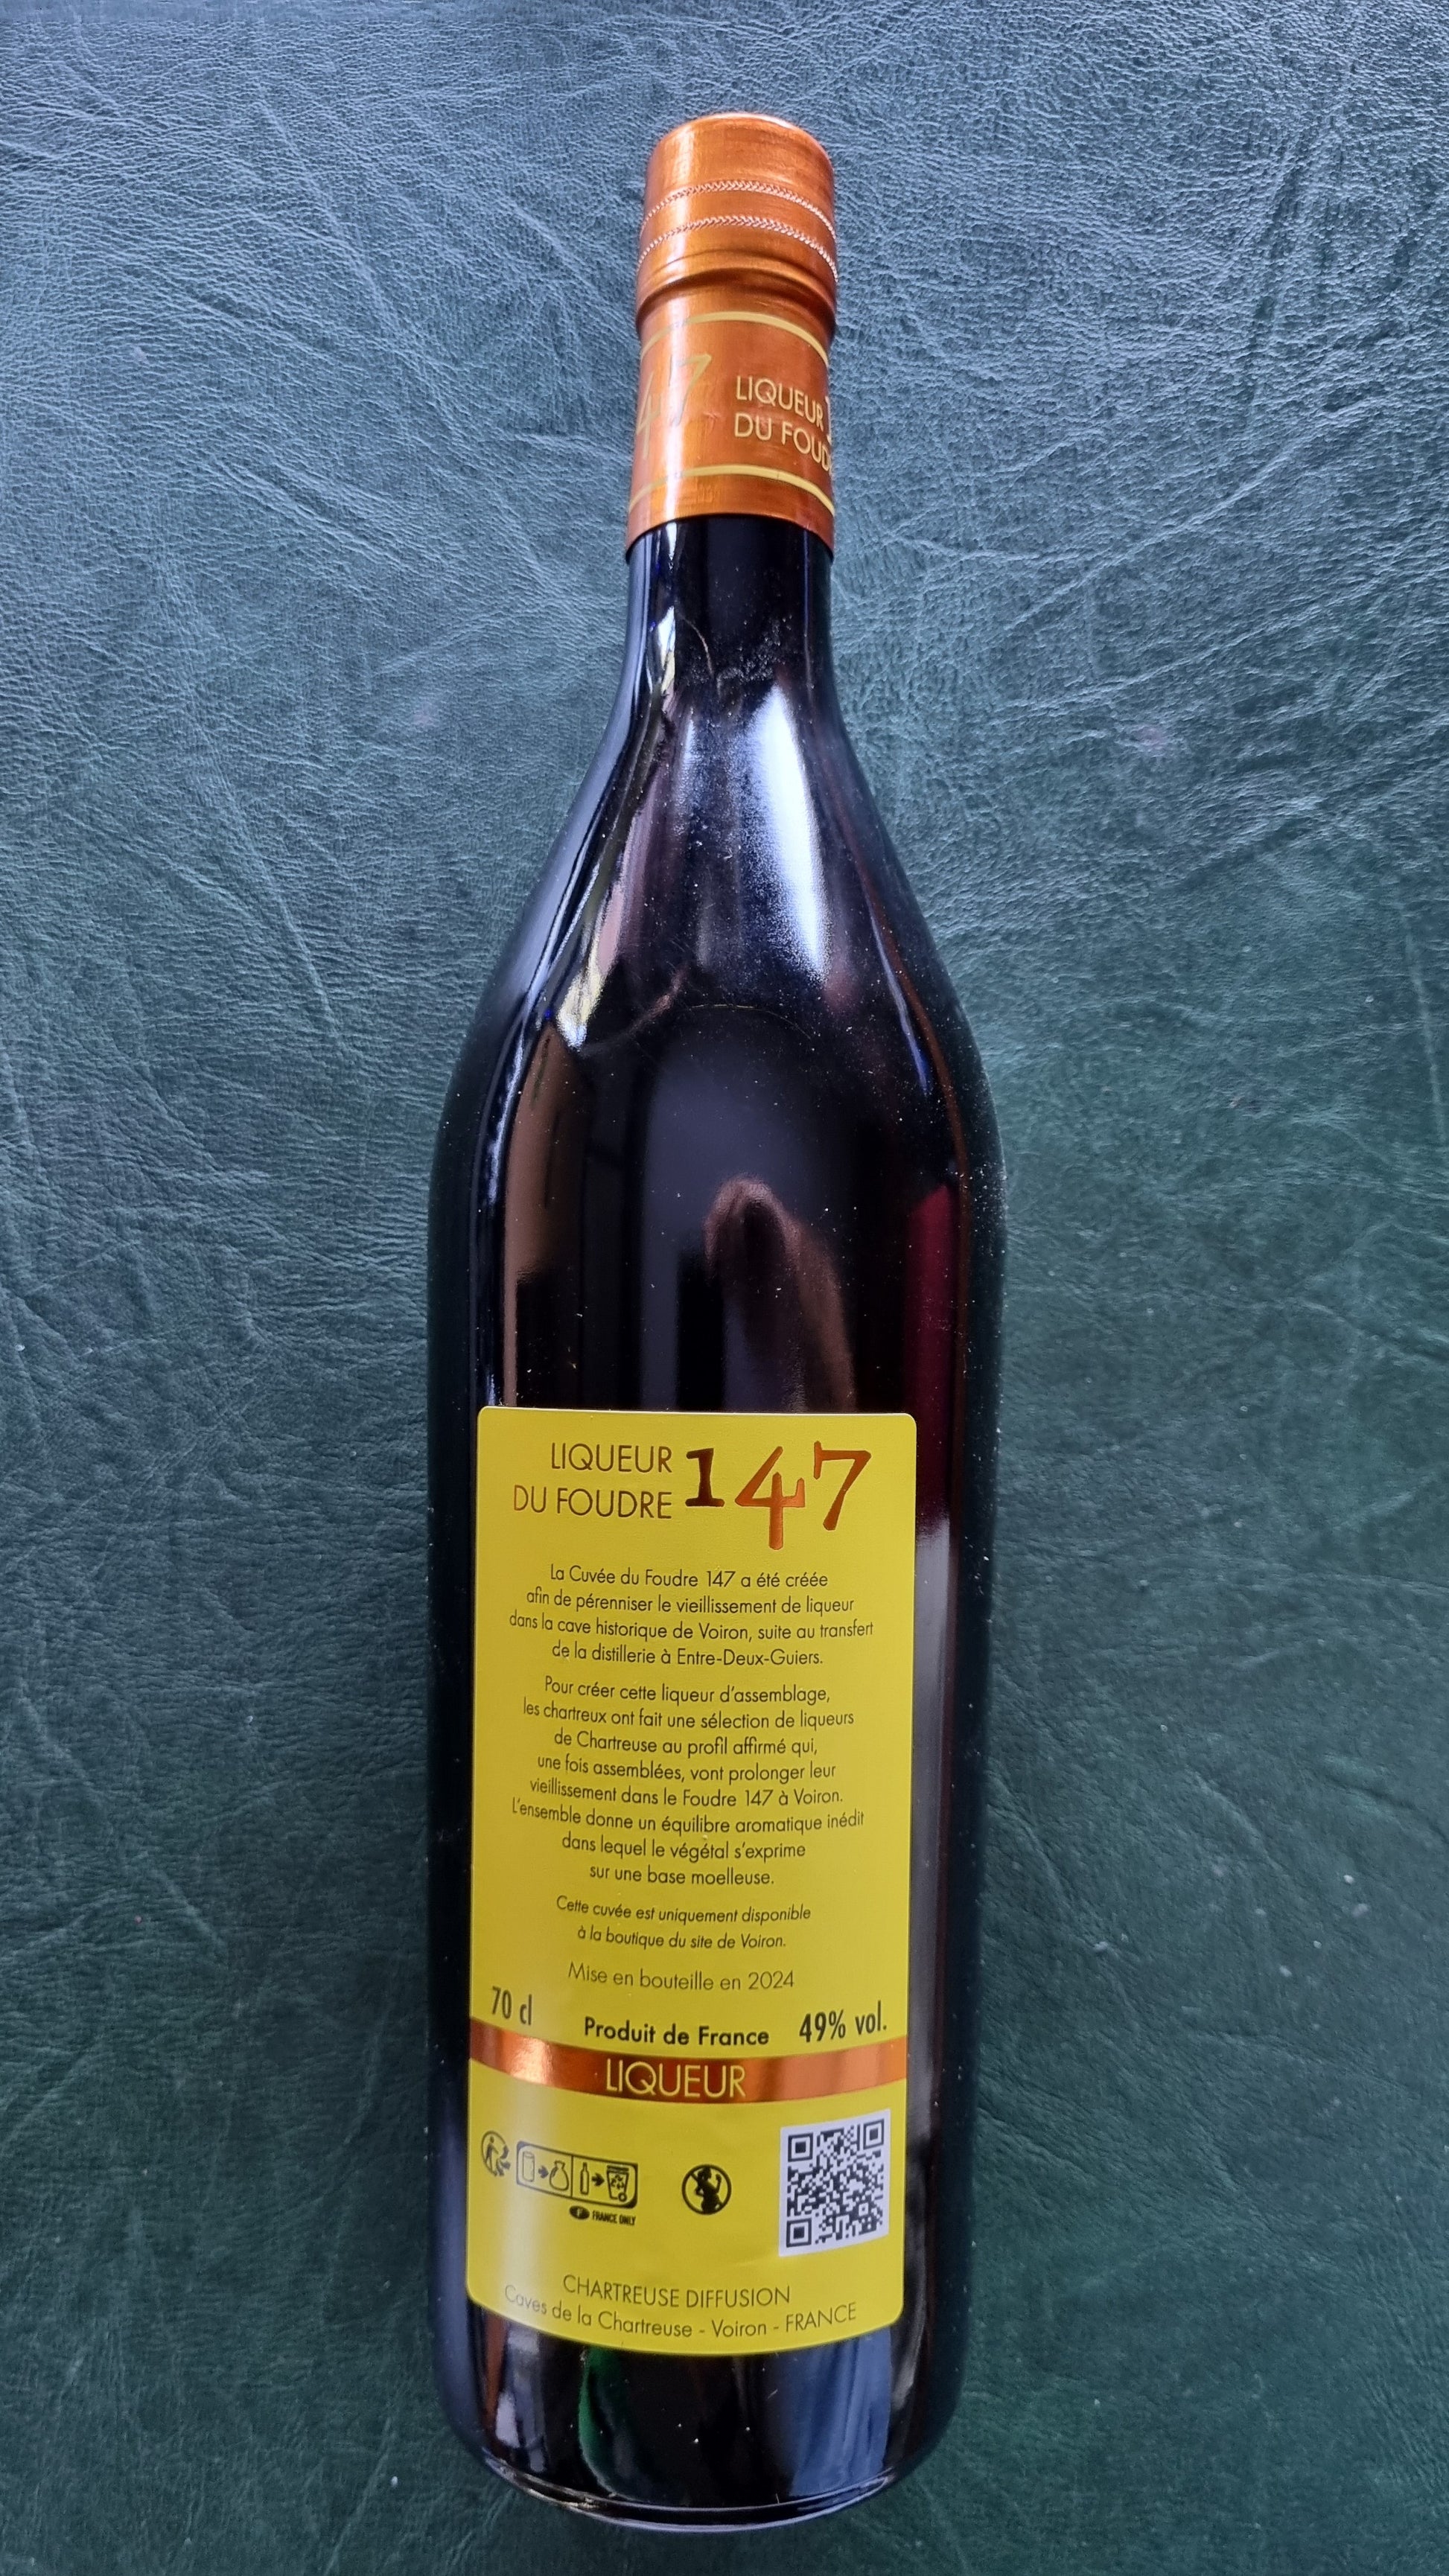 47
LIQUEUR
DU FOUD
LIQUEUR
DU FOUDRE
147
La Cuvée du Foudre 147 a été créée
afin de pérenniser le vieillissement de liqueur
dans la cave historique de Voiron, suite au transfert
de la distillerie à Entre-Deux-Guiers.
Pour créer cette liqueur d'assemblage,
les chartreux ont fait une sélection de liqueurs
de Chartreuse au profil affirmé qui,
une fois assemblées, vont prolonger leur
vieillissement dans le Foudre 147 à Voiron.
L'ensemble donne un équilibre aromatique inédit
dans lequel le végétal s'exprime
sur une base moelleuse.
Cette cuvée est uniquement disponible
à la boutique du site de Voiron.
Mise en bouteille en 2024
70 cl Produit de France 49% vol.
LIQUEUR
FRANCE ONLY
CHARTREUSE DIFFUSION
Caves de la Chartreuse - Voiron - FRANCE